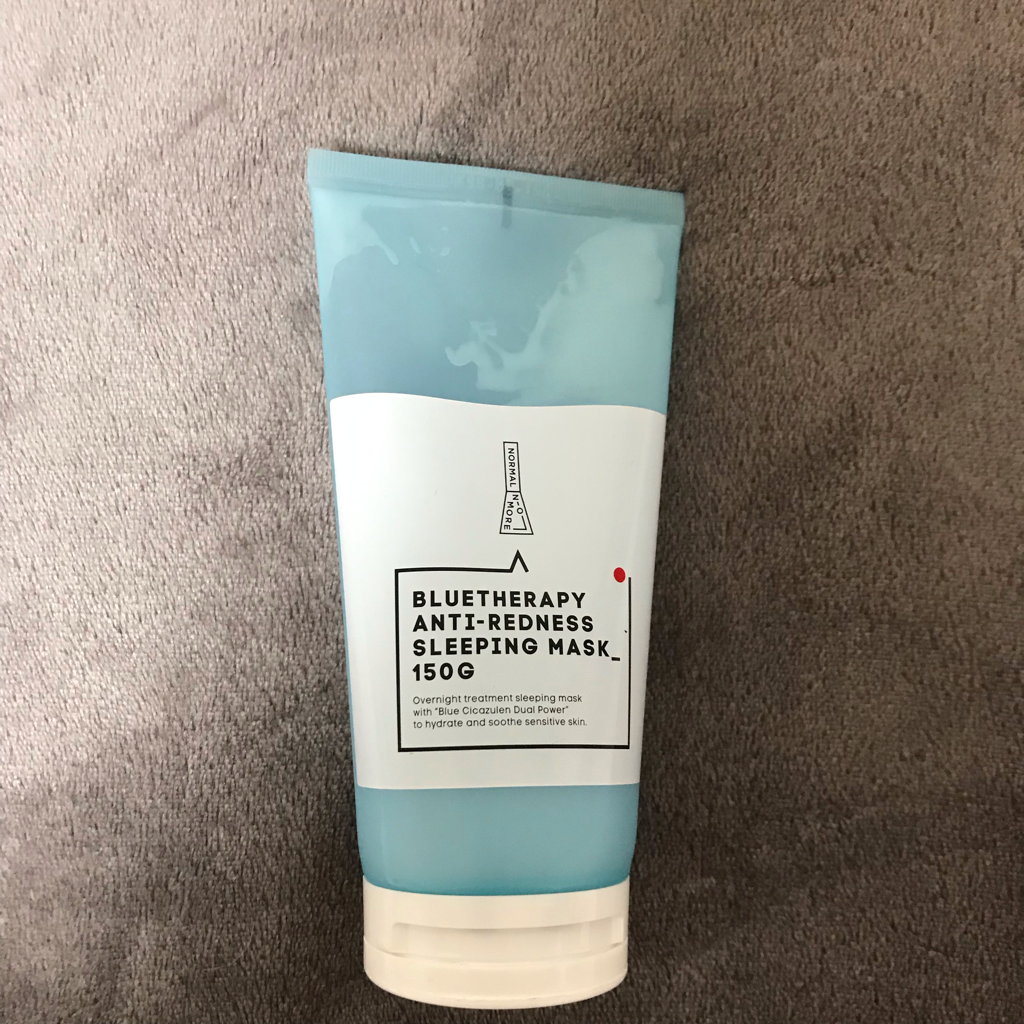 NORMAL
NO
MORE
BLUETHERAPY
ANTI-REDNESS
SLEEPING MASK_
150G
Overnight treatment sleeping mask
with "Blue Cicazulen Dual Power"
to hydrate and soothe sensitive skin.